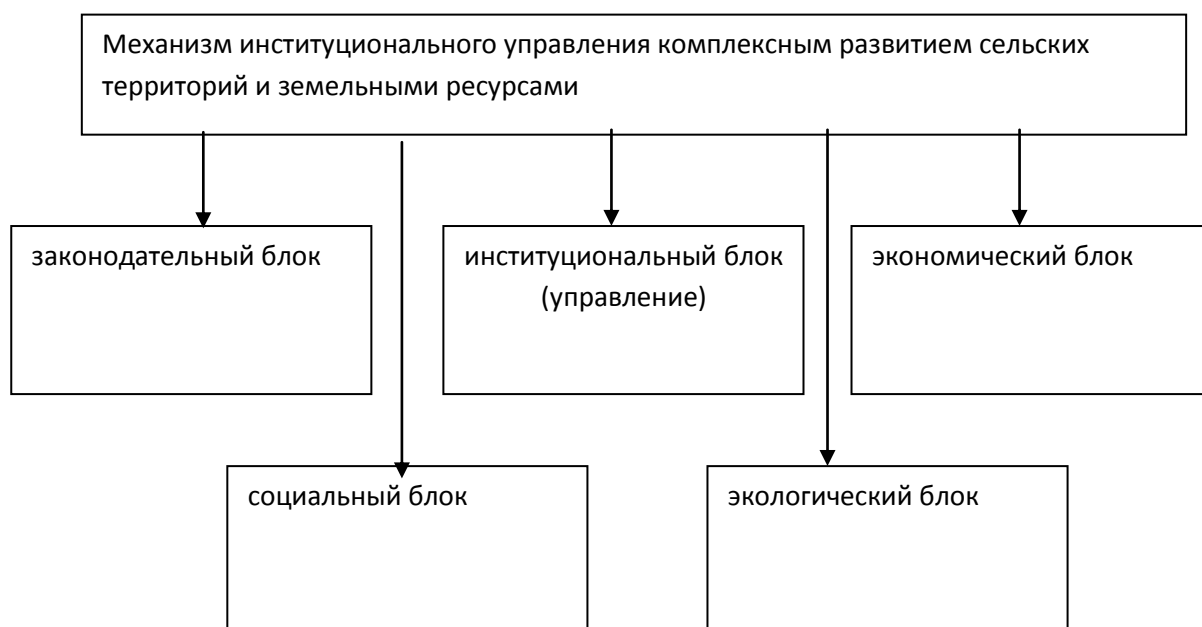 Механизм институционального управления комплексным развитием сельских
территорий и земельными ресурсами
законодательный блок
институциональный блок
(управление)
экономический блок
социальный блок
экологический блок